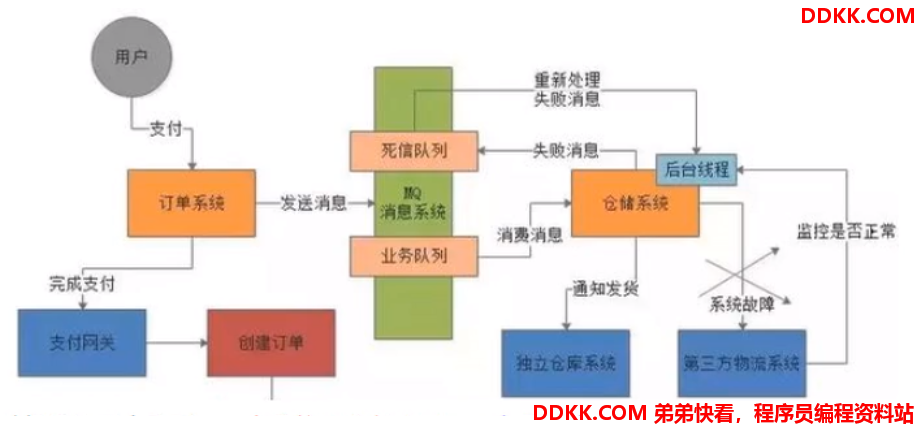 DDKK.COM
用户
支付
重新处理
失败消息
死信队列
失败消息
后台线程
订单系统
发送消息
MQ
消息系统
仓储系统
消费消息
监控是否正常
业务队列
完成支付
通知发货
系统故障
支付网关
创建订单
独立仓库系统
第三方物流系统
DDKK.COM 弟弟快看，程序员编程资料站